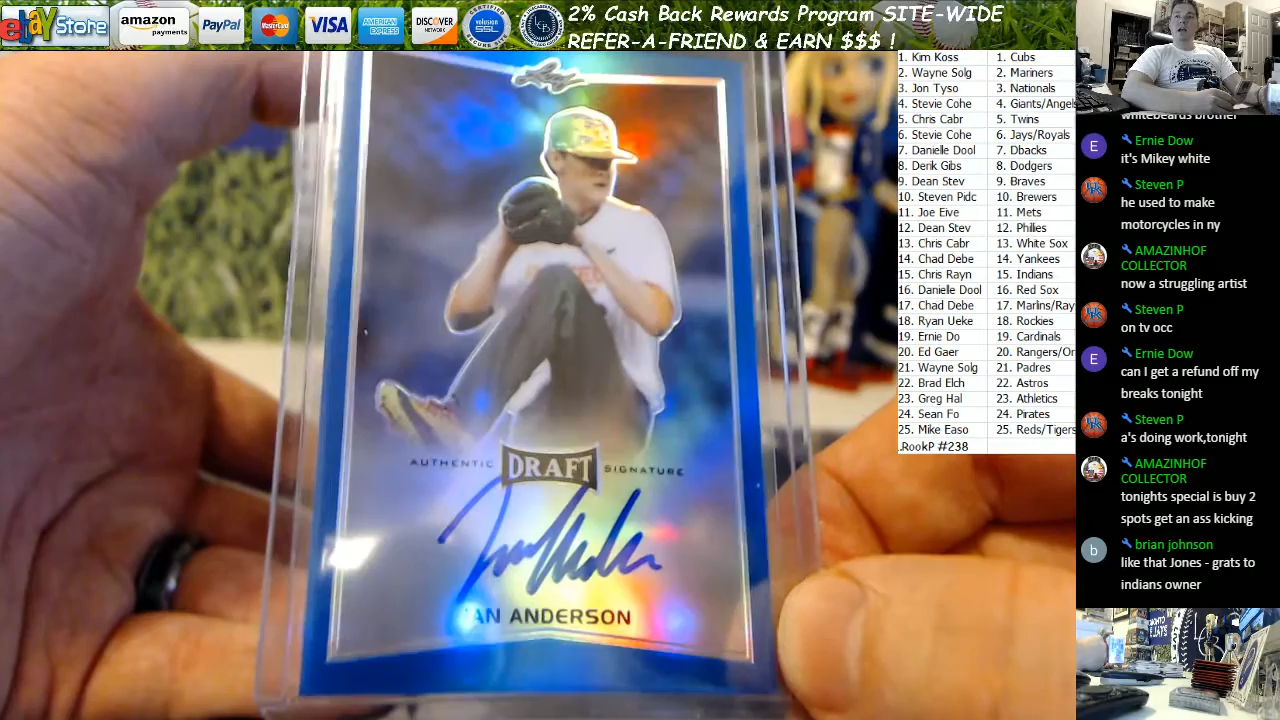 ebay Store
amazon
payments
PayPal
MasterCard
VISA
AMERICAN
EXPRESS
DISCOVER
NETWORK
volusion
SSL
2% Cash Back Rewards Program SITE-WIDE
REFER-A-FRIEND & EARN $$$ !
AUTHENTIC DRAFT SIGNATURE
AN ANDERSON
1. Kim Koss 1. Cubs
2. Wayne Solg 2. Mariners
3. Jon Tyso 3. Nationals
4. Stevie Cohe 4. Giants/Angels
5. Chris Cabr 5. Twins
6. Stevie Cohe 6. Jays/Royals
7. Danielle Dool 7. Dbacks
8. Derik Gibs 8. Dodgers
9. Dean Stev 9. Braves
10. Steven Pidc 10. Brewers
11. Joe Eive 11. Mets
12. Dean Stev 12. Philies
13. Chris Cabr 13. White Sox
14. Chad Debe 14. Yankees
15. Chris Rayn 15. Indians
16. Danielle Dool 16. Red Sox
17. Chad Debe 17. Marlins/Ray
18. Ryan Ueke 18. Rockies
19. Ernie Do 19. Cardinals
20. Ed Gaer 20. Rangers/Or
21. Wayne Solg 21. Padres
22. Brad Elch 22. Astros
23. Greg Hal 23. Athletics
24. Sean Fo 24. Pirates
25. Mike Easo 25. Reds/Tigers
.RookP #238
whitebeards brother
E Ernie Dow
it's Mikey white
Steven P
he used to make
motorcycles in ny
AMAZINHOF
COLLECTOR
now a struggling artist
Steven P
on tv occ
E Ernie Dow
can I get a refund off my
breaks tonight
Steven P
a's doing work,tonight
AMAZINHOF
COLLECTOR
tonights special is buy 2
spots get an ass kicking
b brian johnson
like that Jones - grats to
indians owner